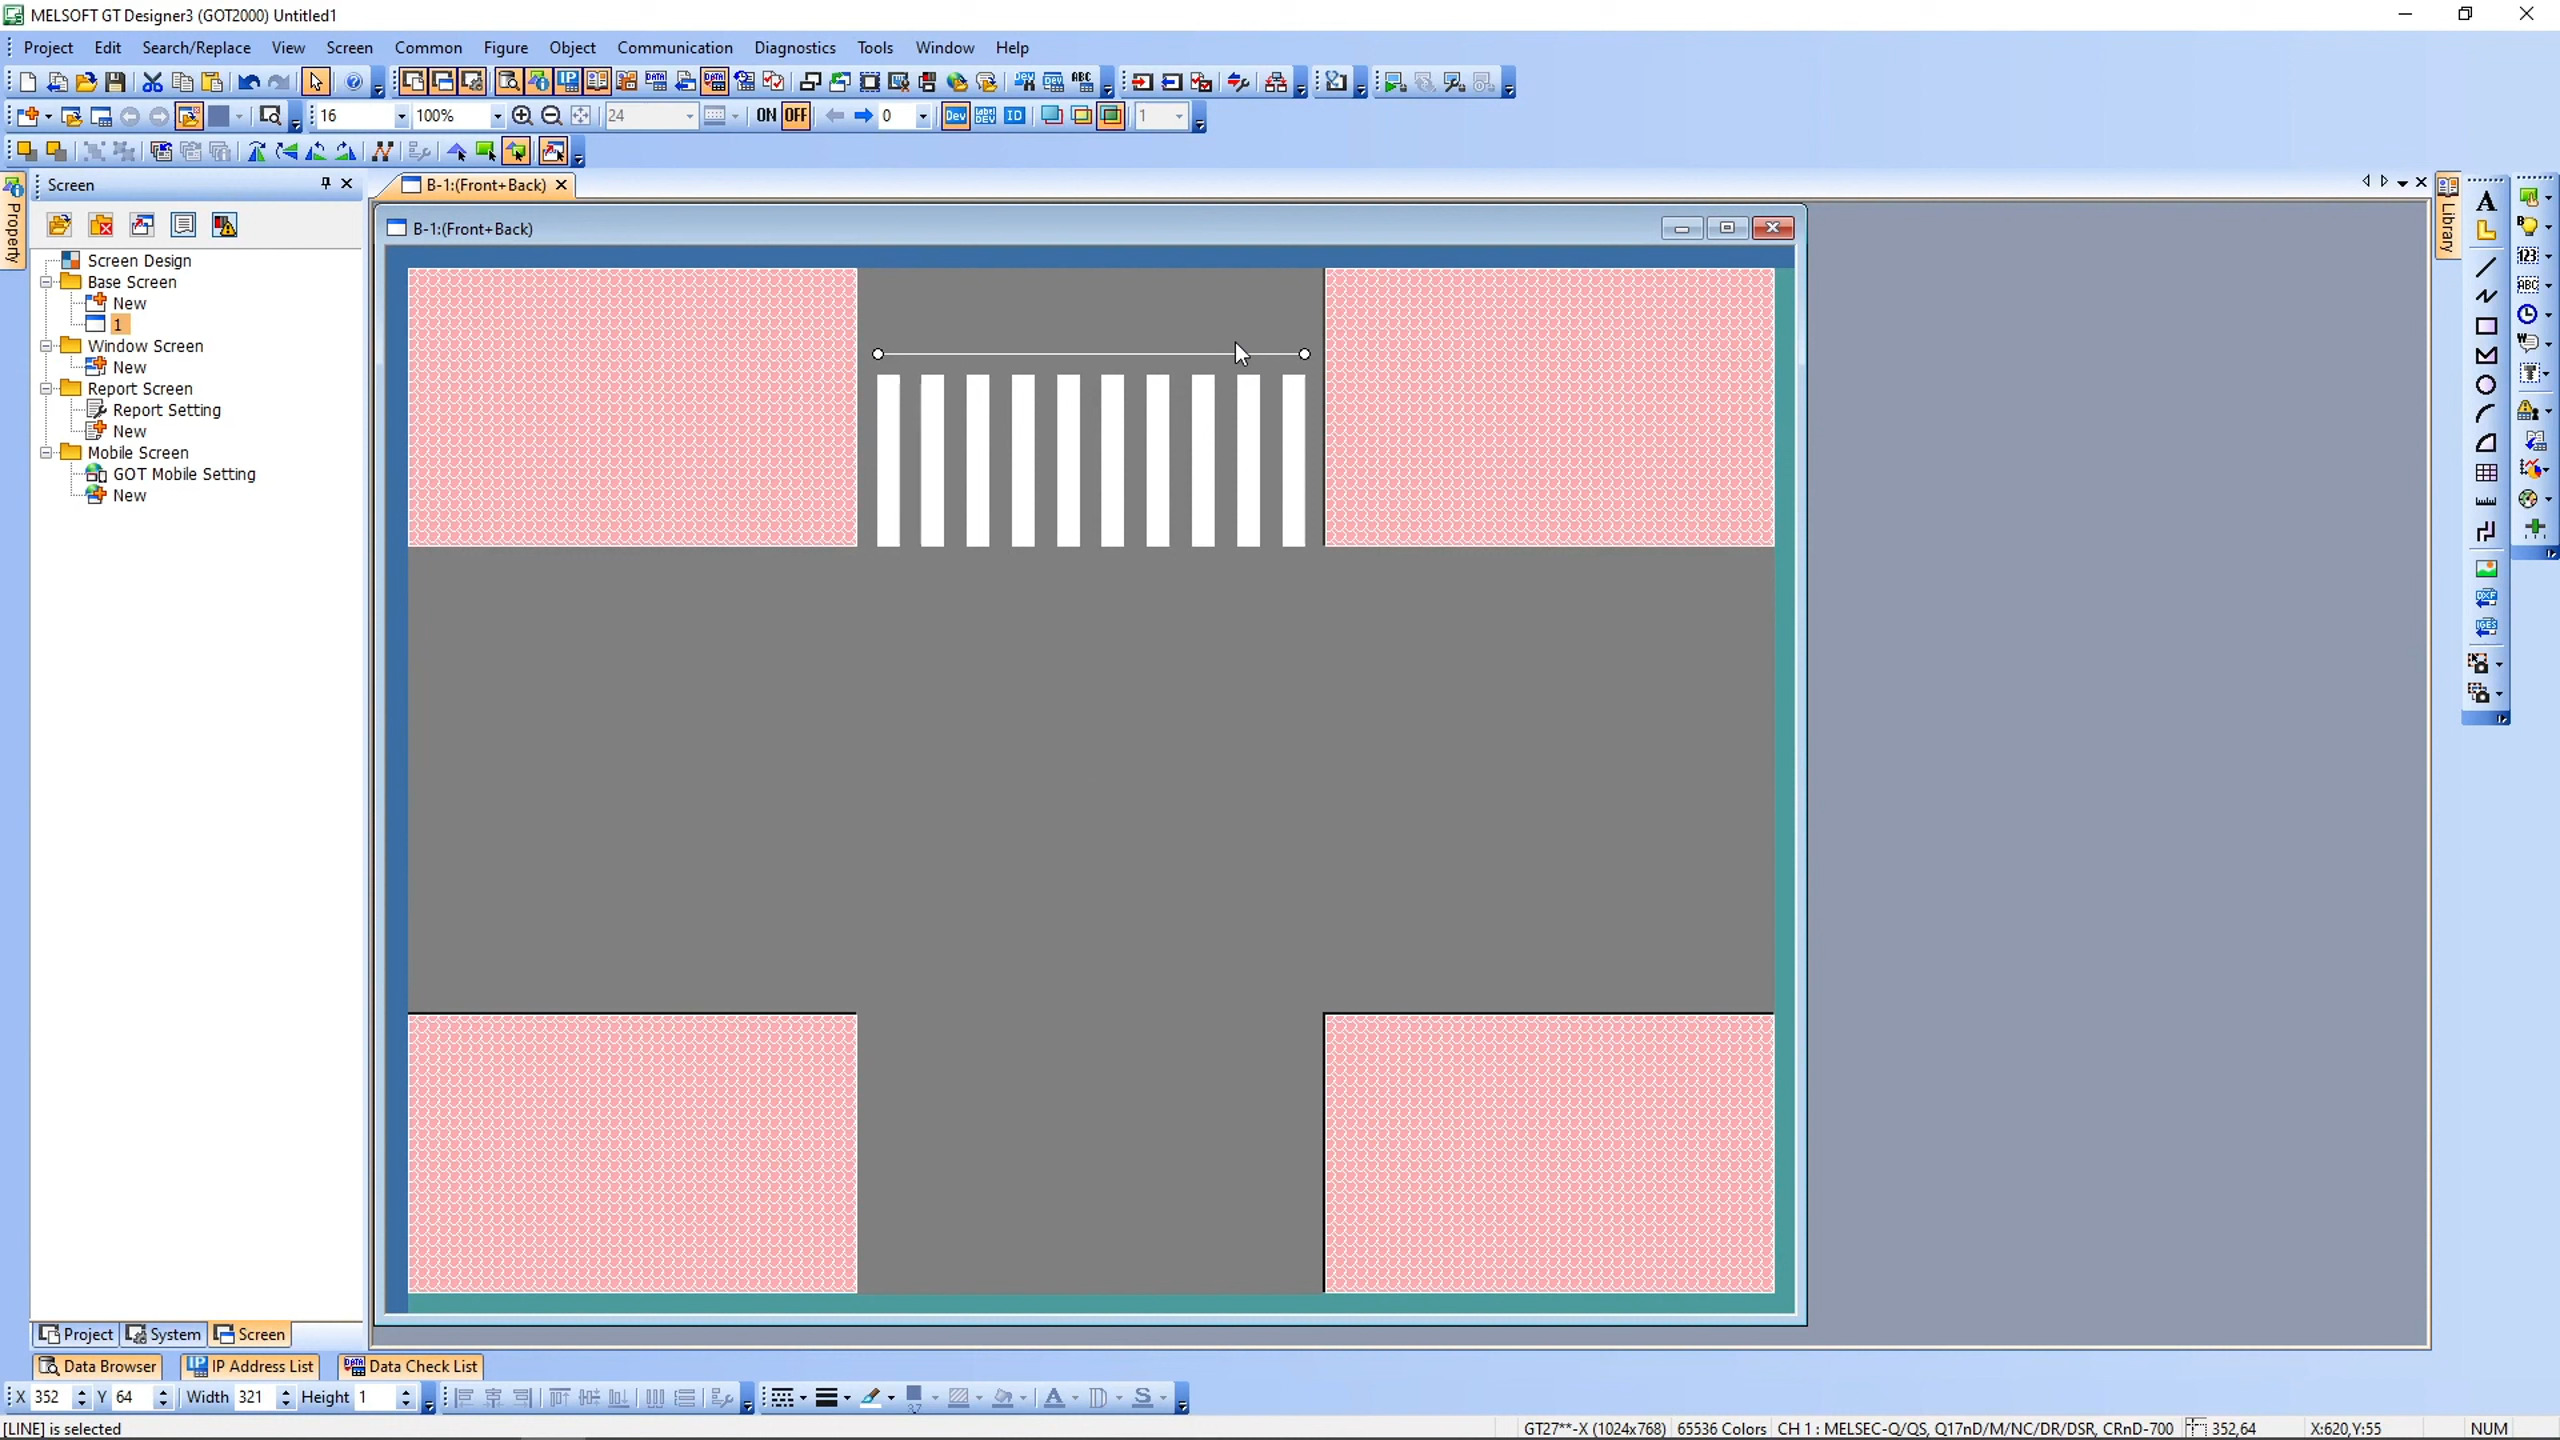 MELSOFT GT Designer3 (GOT2000) Untitled1
Project Edit Search/Replace View Screen Common Figure Object Communication Diagnostics Tools Window Help
16 100% 24 ON OFF 0 Dev ID 1
Screen B-1:(Front+Back)
Property
Library
B-1:(Front+Back)
Screen Design
Base Screen
New
1
Window Screen
New
Report Screen
Report Setting
New
Mobile Screen
GOT Mobile Setting
New
Project System Screen
Data Browser IP Address List Data Check List
X 352 Y 64 Width 321 Height 1
[LINE] is selected GT27**-X (1024x768) 65536 Colors CH 1 : MELSEC-Q/QS, Q17nD/M/NC/DR/DSR, CRnD-700 352,64 X:620,Y:55 NUM